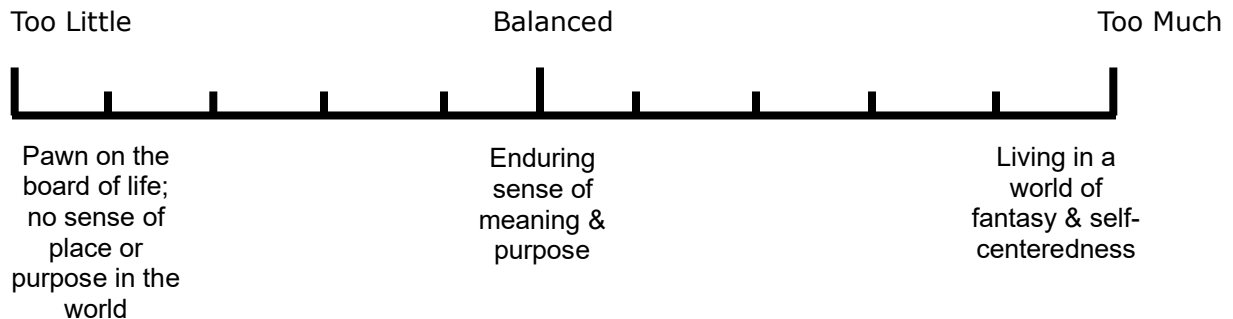 Too Little
Balanced
Too Much
Pawn on the
board of life;
no sense of
place or
purpose in the
world
Enduring
sense of
meaning &
purpose
Living in a
world of
fantasy & self-
centeredness